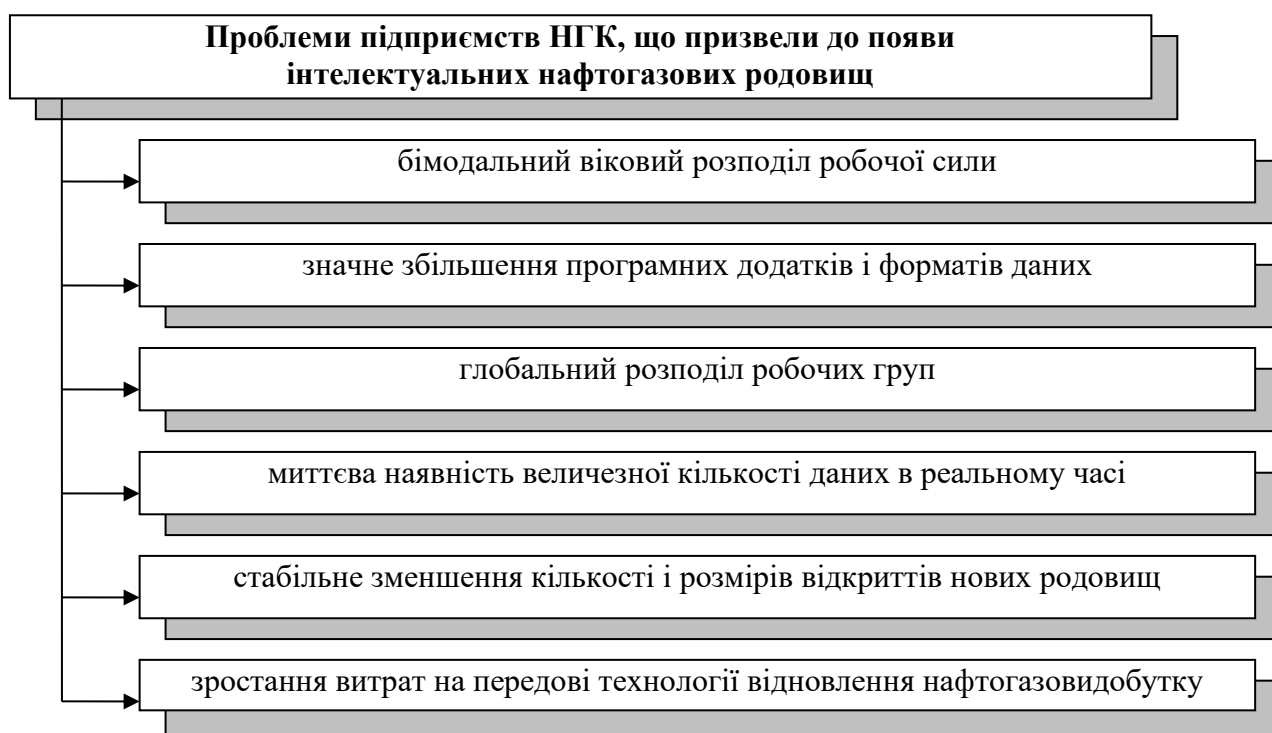 Проблеми підприємств НГК, що призвели до появи
інтелектуальних нафтогазових родовищ
бімодальний віковий розподіл робочої сили
значне збільшення програмних додатків і форматів даних
глобальний розподіл робочих груп
миттєва наявність величезної кількості даних в реальному часі
стабільне зменшення кількості і розмірів відкриттів нових родовищ
зростання витрат на передові технології відновлення нафтогазовидобутку